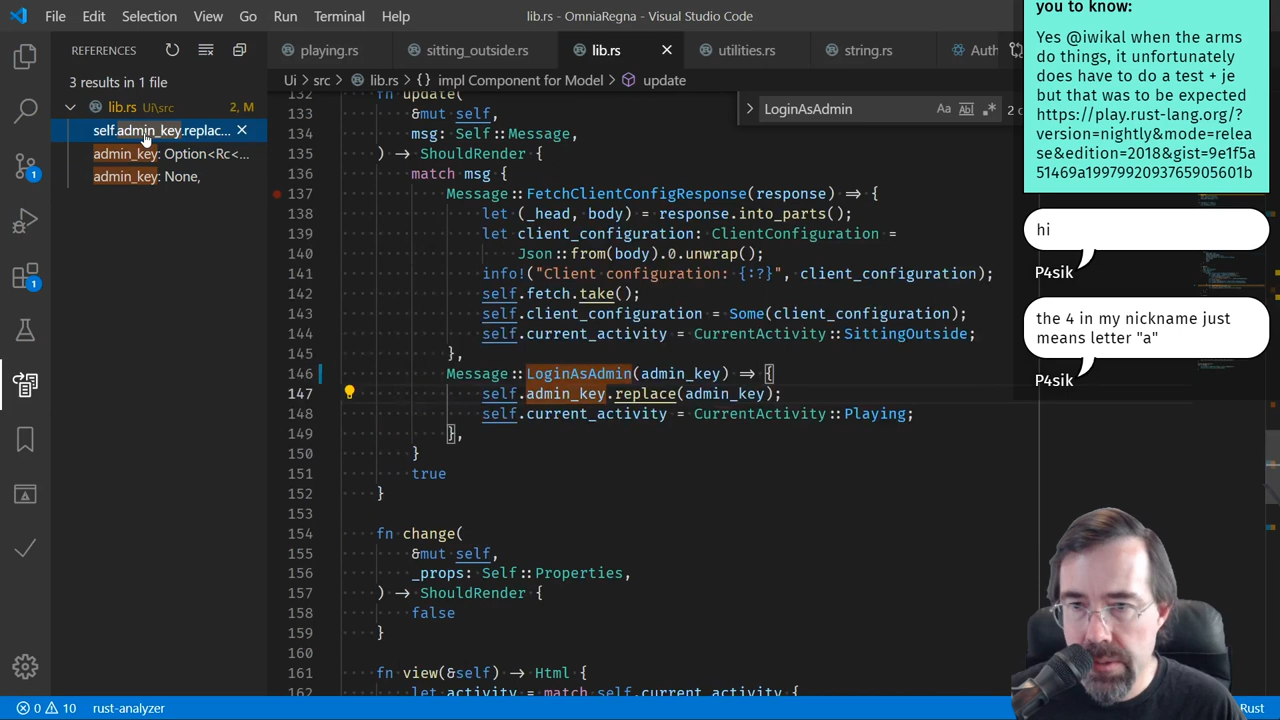 File Edit Selection View Go Run Terminal Help
lib.rs - OmniaRegna - Visual Studio Code
REFERENCES
3 results in 1 file
lib.rs Ui\src 2, M
self.admin_key.replac...
admin_key: Option<Rc<...
admin_key: None,
playing.rs sitting_outside.rs lib.rs utilities.rs string.rs Auth
Ui > src > lib.rs > {} impl Component for Model > update
LoginAsAdmin Aa ab 2
132 fn update(
133 &mut self,
134 msg: Self::Message,
135 ) → ShouldRender {
136 match msg {
137 Message::FetchClientConfigResponse(response) ⇒ {
138 let (_head, body) = response.into_parts();
139 let client_configuration: ClientConfiguration =
140 Json::from(body).0.unwrap();
141 info!("Client configuration: {:?}", client_configuration);
142 self.fetch.take();
143 self.client_configuration = Some(client_configuration);
144 self.current_activity = CurrentActivity::SittingOutside;
145 },
146 Message::LoginAsAdmin(admin_key) ⇒ {
147 self.admin_key.replace(admin_key);
148 self.current_activity = CurrentActivity::Playing;
149 },
150 }
151 true
152 }
153
154 fn change(
155 &mut self,
156 _props: Self::Properties,
157 ) → ShouldRender {
158 false
159 }
160
161 fn view(&self) → Html {
162 let activity = match self.current_activity {
you to know:
Yes @iwikal when the arms
do things, it unfortunately
does have to do a test + je
but that was to be expected
https://play.rust-lang.org/?
version=nightly&mode=relea
se&edition=2018&gist=9e1f5a
51469a1997992093765905601b
hi
P4sik
the 4 in my nickname just
means letter "a"
P4sik
1
1
0 10 rust-analyzer Rust